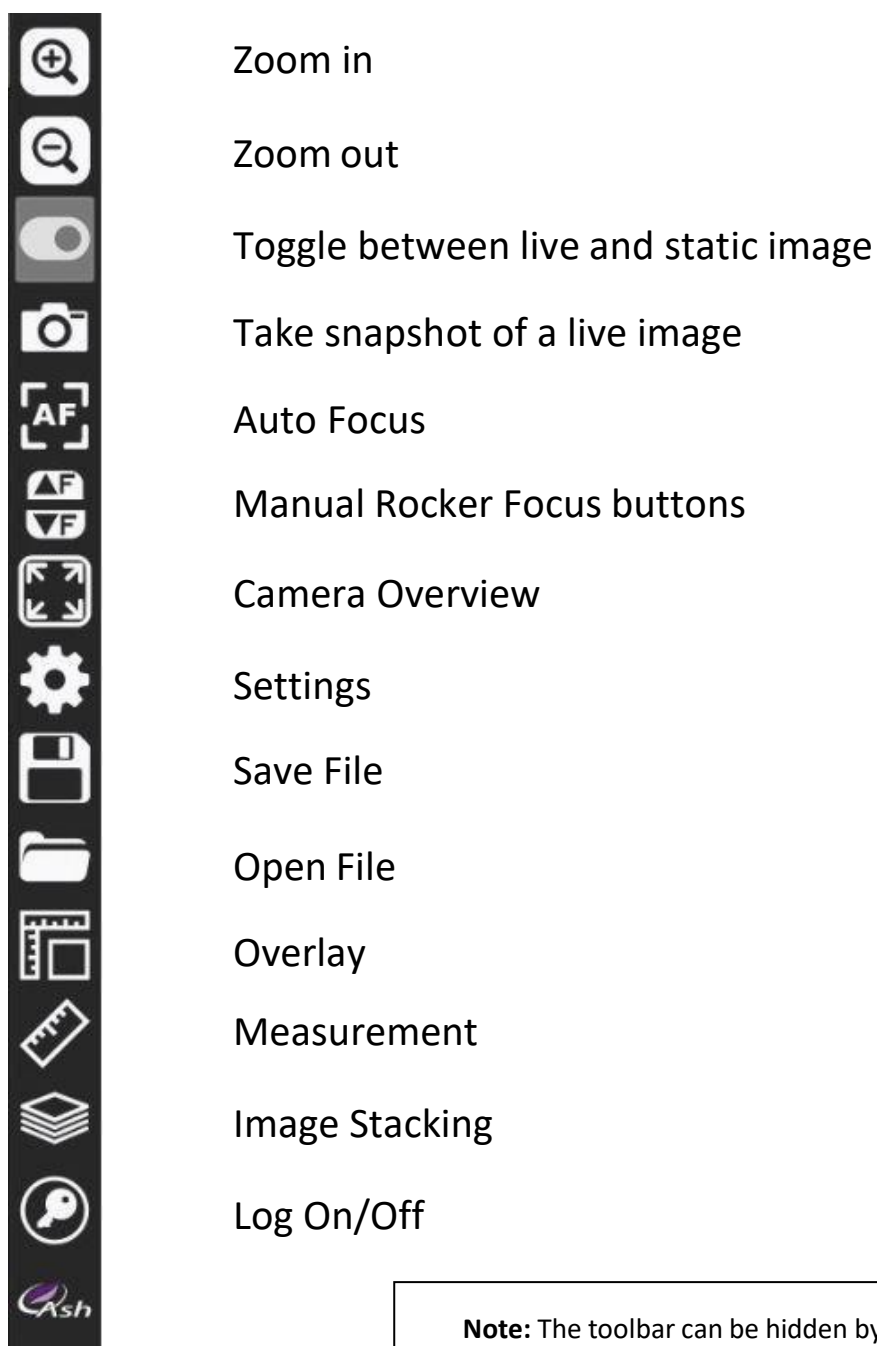 Zoom in
Zoom out
Toggle between live and static image
Take snapshot of a live image
AF Auto Focus
F
F
Manual Rocker Focus buttons
Camera Overview
Settings
Save File
Open File
Overlay
Measurement
Image Stacking
Log On/Off
Ash
Note: The toolbar can be hidden by